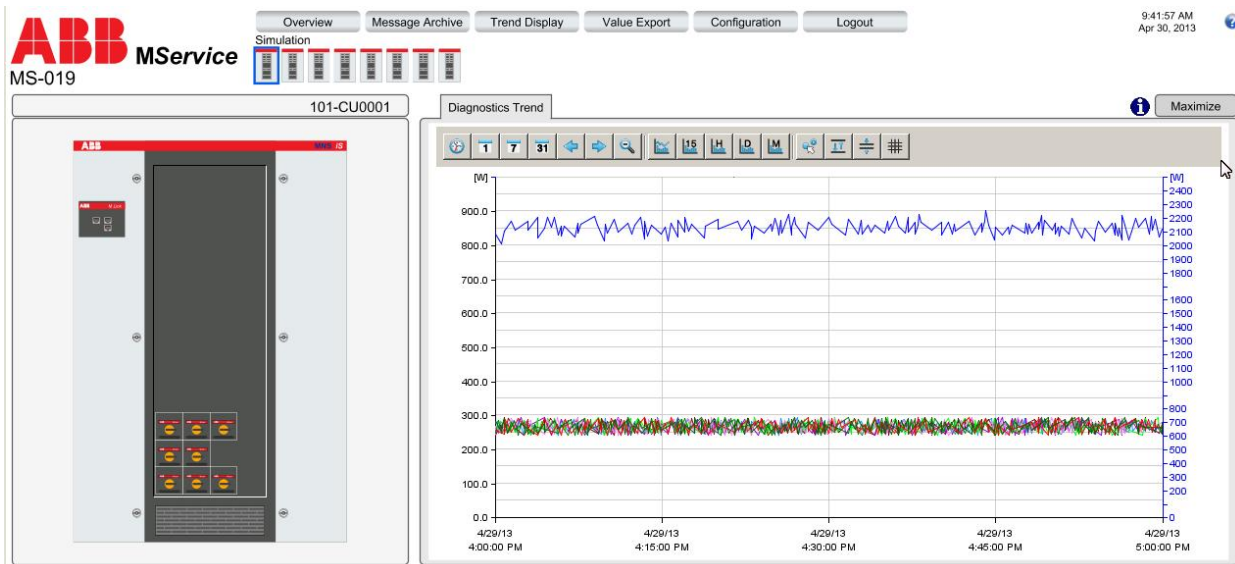 Overview Message Archive Trend Display Value Export Configuration Logout
9:41:57 AM
Apr 30, 2013
?
ABB MService
Simulation
MS-019
101-CU0001
Diagnostics Trend
i Maximize
ABB MNS iS
1 7 31 15 H D M
ABB
[W] [W]
2400
2300
900.0 2200
2100
800.0 2000
1900
700.0 1800
600.0 1600
1500
1400
500.0 1300
1200
1100
400.0 1000
300.0 800
700
600
200.0 500
400
300
100.0 200
0.0 0
4/29/13 4/29/13 4/29/13 4/29/13 4/29/13
4:00:00 PM 4:15:00 PM 4:30:00 PM 4:45:00 PM 5:00:00 PM